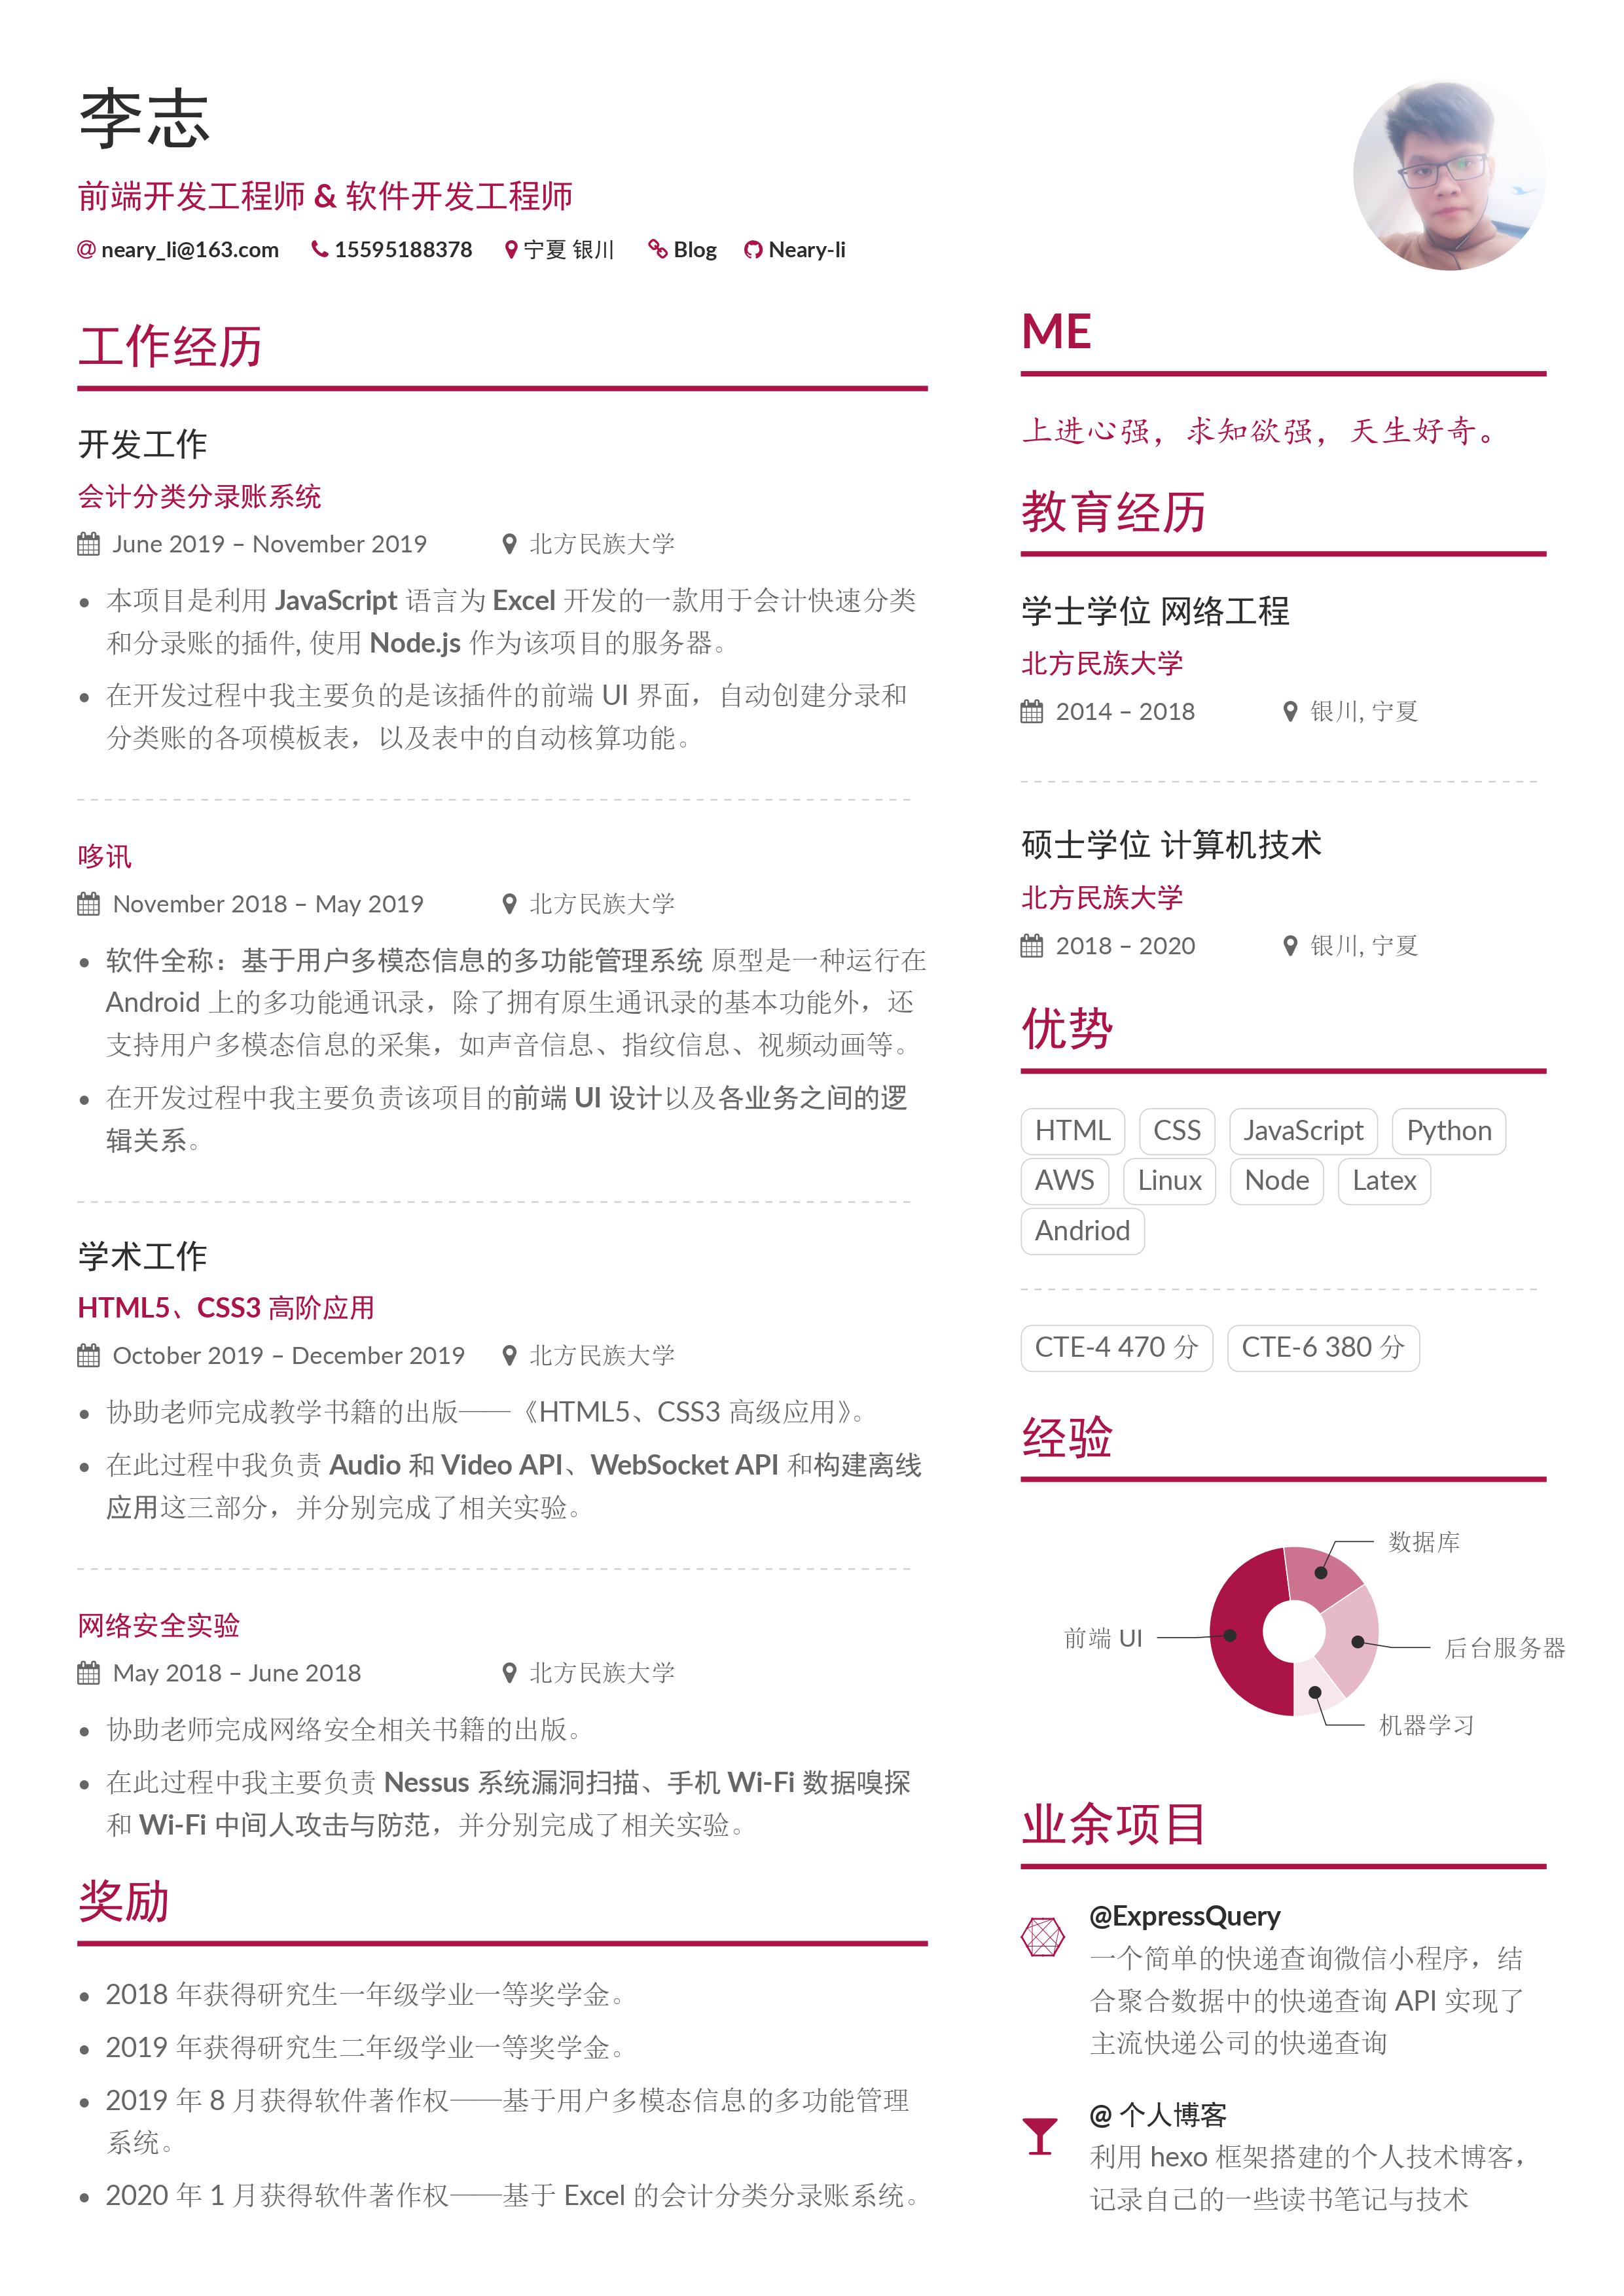 李志
前端开发工程师 & 软件开发工程师
@ neary_li@163.com 15595188378 宁夏 银川 Blog Neary-li
工作经历
开发工作
会计分类分录账系统
June 2019 – November 2019 北方民族大学
• 本项目是利用 JavaScript 语言为 Excel 开发的一款用于会计快速分类
和分录账的插件, 使用 Node.js 作为该项目的服务器。
• 在开发过程中我主要负的是该插件的前端 UI 界面，自动创建分录和
分类账的各项模板表，以及表中的自动核算功能。
哆讯
November 2018 – May 2019 北方民族大学
• 软件全称：基于用户多模态信息的多功能管理系统 原型是一种运行在
Android 上的多功能通讯录，除了拥有原生通讯录的基本功能外，还
支持用户多模态信息的采集，如声音信息、指纹信息、视频动画等。
• 在开发过程中我主要负责该项目的前端 UI 设计以及各业务之间的逻
辑关系。
学术工作
HTML5、CSS3 高阶应用
October 2019 – December 2019 北方民族大学
• 协助老师完成教学书籍的出版——《HTML5、CSS3 高级应用》。
• 在此过程中我负责 Audio 和 Video API、WebSocket API 和构建离线
应用这三部分，并分别完成了相关实验。
网络安全实验
May 2018 – June 2018 北方民族大学
• 协助老师完成网络安全相关书籍的出版。
• 在此过程中我主要负责 Nessus 系统漏洞扫描、手机 Wi-Fi 数据嗅探
和 Wi-Fi 中间人攻击与防范，并分别完成了相关实验。
奖励
• 2018 年获得研究生一年级学业一等奖学金。
• 2019 年获得研究生二年级学业一等奖学金。
• 2019 年 8 月获得软件著作权——基于用户多模态信息的多功能管理
系统。
• 2020 年 1 月获得软件著作权——基于 Excel 的会计分类分录账系统。
ME
上进心强，求知欲强，天生好奇。
教育经历
学士学位 网络工程
北方民族大学
2014 – 2018 银川, 宁夏
硕士学位 计算机技术
北方民族大学
2018 – 2020 银川, 宁夏
优势
HTML CSS JavaScript Python
AWS Linux Node Latex
Andriod
CTE-4 470 分 CTE-6 380 分
经验
数据库
前端 UI
后台服务器
机器学习
业余项目
@ExpressQuery
一个简单的快递查询微信小程序，结
合聚合数据中的快递查询 API 实现了
主流快递公司的快递查询
@ 个人博客
利用 hexo 框架搭建的个人技术博客，
记录自己的一些读书笔记与技术